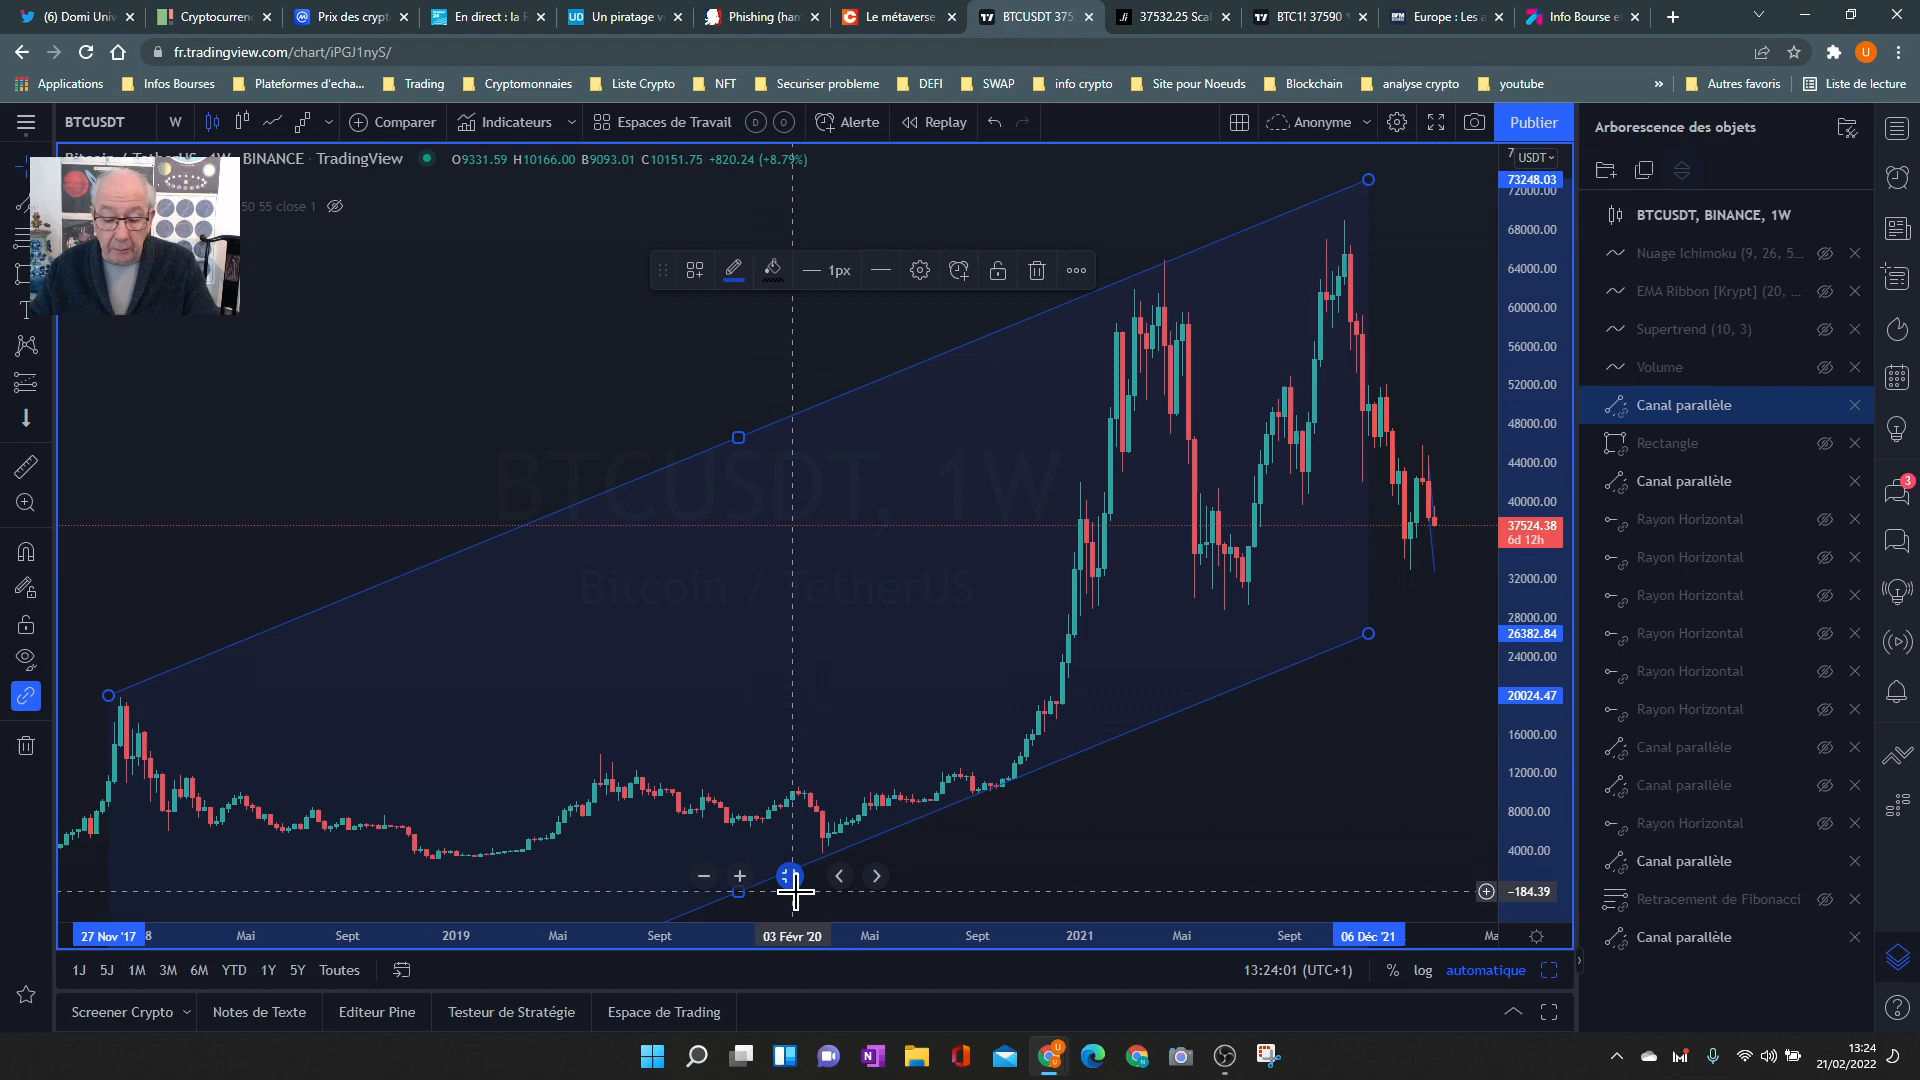 (6) Domi Univ
Cryptocurrenc
Prix des crypt
En direct : la R
Un piratage vi
Phishing (ham
Le métaverse
BTCUSDT 375
37532.25 Scal
BTC1! 37590
Europe : Les a
Info Bourse et
fr.tradingview.com/chart/iPGJ1nyS/
Applications
Infos Bourses
Plateformes d'echa...
Trading
Cryptomonnaies
Liste Crypto
NFT
Securiser probleme
DEFI
SWAP
info crypto
Site pour Noeuds
Blockchain
analyse crypto
youtube
»
Autres favoris
Liste de lecture
BTCUSDT
W
Comparer
Indicateurs
Espaces de Travail
D
O
Alerte
Replay
Anonyme
Publier
Arborescence des objets
BINANCE TradingView
O9331.59 H10166.00 B9093.01 C10151.75 +820.24 (+8.79%)
50 55 close 1
1px
BTCUSDT, 1W
Bitcoin / TetherUS
USDT
73248.03
72000.00
68000.00
64000.00
60000.00
56000.00
52000.00
48000.00
44000.00
40000.00
37524.38
6d 12h
32000.00
28000.00
26382.84
24000.00
20024.47
16000.00
12000.00
8000.00
4000.00
−184.39
BTCUSDT, BINANCE, 1W
Nuage Ichimoku (9, 26, 5...
EMA Ribbon [Krypt] (20, ...
Supertrend (10, 3)
Volume
Canal parallèle
Rectangle
Canal parallèle
Rayon Horizontal
Rayon Horizontal
Rayon Horizontal
Rayon Horizontal
Rayon Horizontal
Rayon Horizontal
Canal parallèle
Canal parallèle
Rayon Horizontal
Canal parallèle
Retracement de Fibonacci
Canal parallèle
3
27 Nov '17
8
Mai
Sept
2019
Mai
Sept
03 Févr '20
Mai
Sept
2021
Mai
Sept
06 Déc '21
Ma
1J 5J 1M 3M 6M YTD 1Y 5Y Toutes
13:24:01 (UTC+1)
%
log
automatique
Screener Crypto
Notes de Texte
Editeur Pine
Testeur de Stratégie
Espace de Trading
13:24
21/02/2022